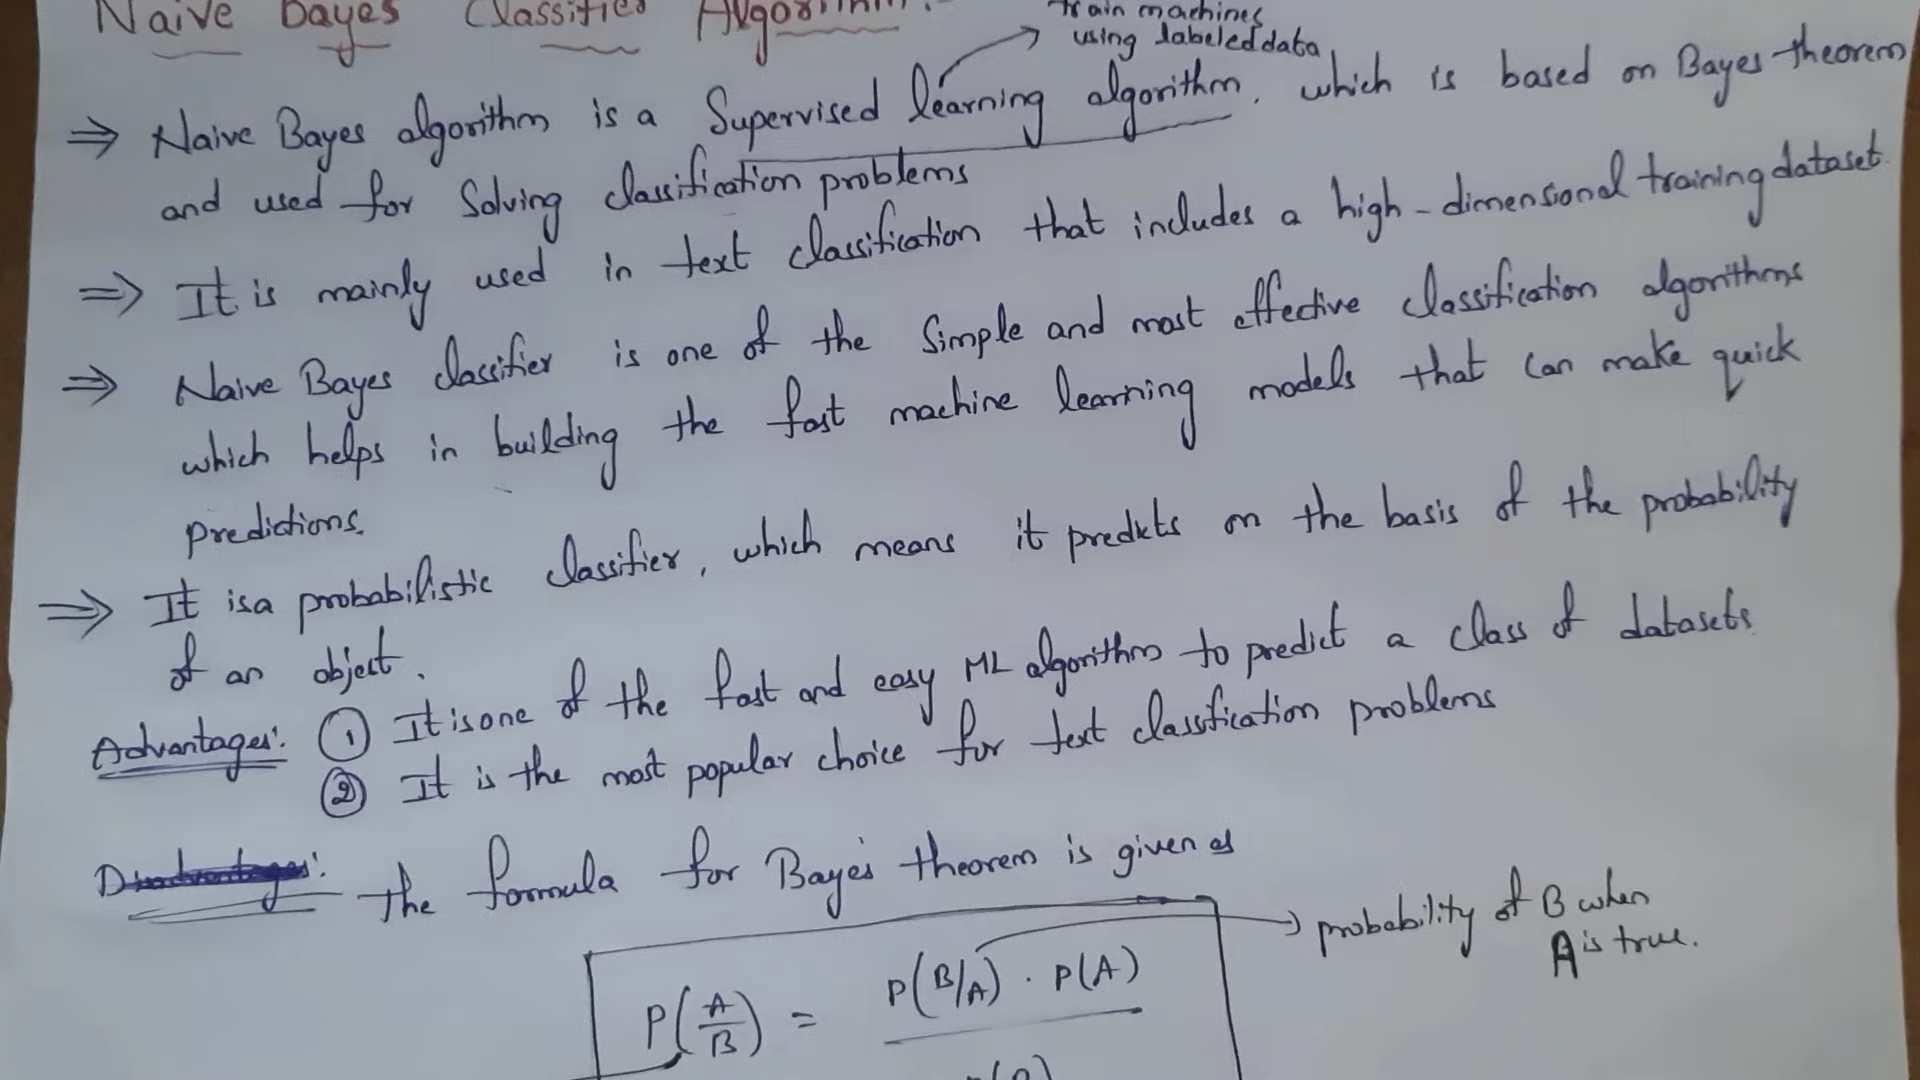 Naive Bayes Classifier Algorithm:
train machines
using labeled data
⇒ Naive Bayes algorithm is a Supervised learning algorithm, which is based on Bayes theorem
and used for Solving classification problems
⇒ It is mainly used in text classification that includes a high-dimensional training dataset
⇒ Naive Bayes classifier is one of the Simple and most effective classification algorithms
which helps in building the fast machine learning models that can make quick
predictions.
⇒ It is a probabilistic classifier, which means it predicts on the basis of the probability
of an object.
Advantages: ① It is one of the fast and easy ML algorithms to predict a class of datasets
② It is the most popular choice for text classification problems
Disadvantages: the formula for Baye's theorem is given as
P(A/B) = P(B/A) · P(A)
→ probability of B when
A is true.